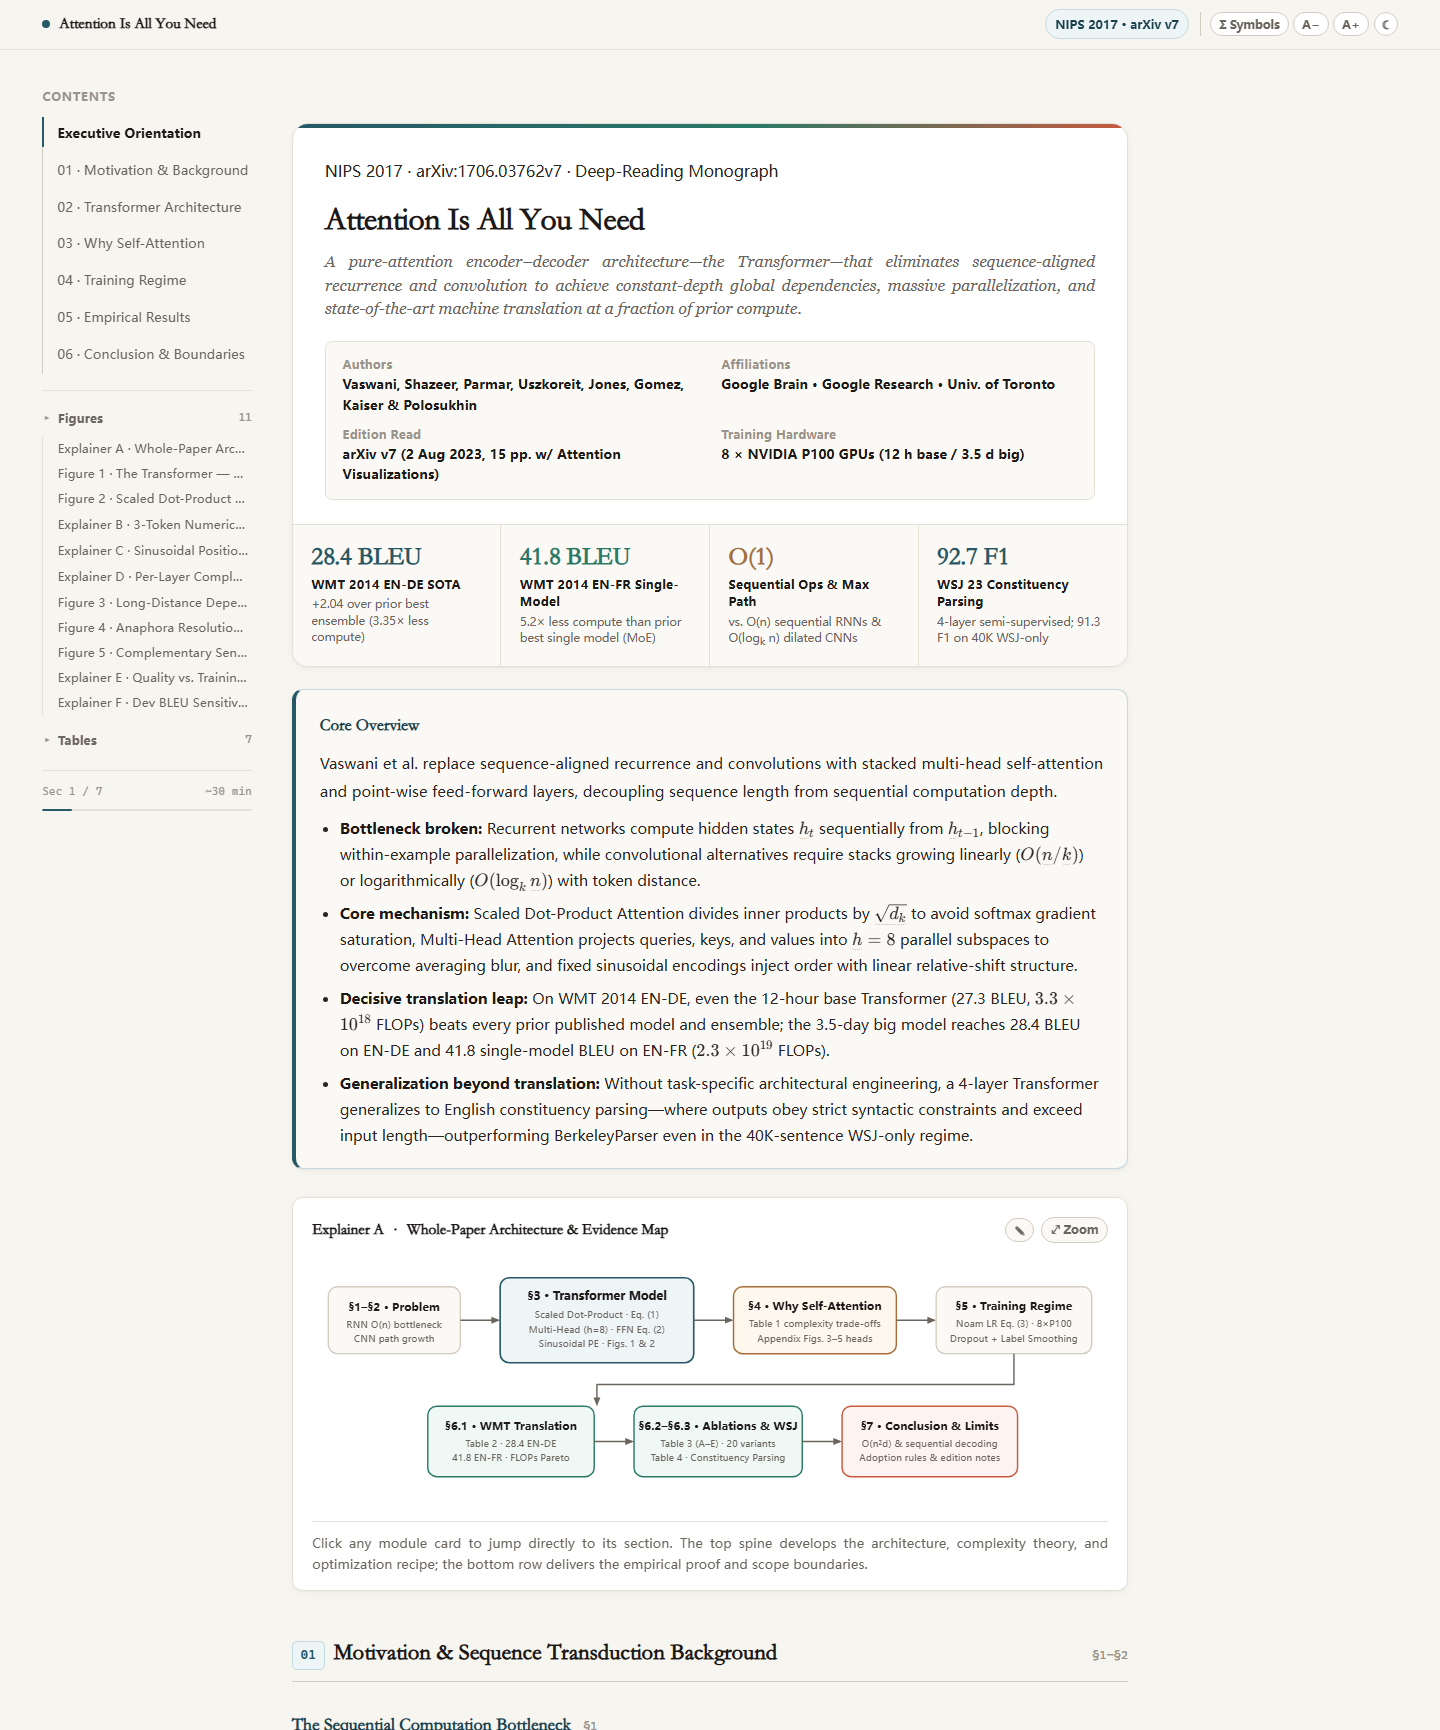 Attention Is All You Need
NIPS 2017 • arXiv v7
Σ Symbols
A−
A+
☾
CONTENTS
Executive Orientation
01 · Motivation & Background
02 · Transformer Architecture
03 · Why Self-Attention
04 · Training Regime
05 · Empirical Results
06 · Conclusion & Boundaries
Figures 11
Explainer A · Whole-Paper Arc...
Figure 1 · The Transformer — ...
Figure 2 · Scaled Dot-Product ...
Explainer B · 3-Token Numeric...
Explainer C · Sinusoidal Positio...
Explainer D · Per-Layer Compl...
Figure 3 · Long-Distance Depe...
Figure 4 · Anaphora Resolutio...
Figure 5 · Complementary Sen...
Explainer E · Quality vs. Trainin...
Explainer F · Dev BLEU Sensitiv...
Tables 7
Sec 1 / 7 ~30 min
NIPS 2017 · arXiv:1706.03762v7 · Deep-Reading Monograph
Attention Is All You Need
A pure-attention encoder–decoder architecture—the Transformer—that eliminates sequence-aligned
recurrence and convolution to achieve constant-depth global dependencies, massive parallelization, and
state-of-the-art machine translation at a fraction of prior compute.
Authors
Vaswani, Shazeer, Parmar, Uszkoreit, Jones, Gomez,
Kaiser & Polosukhin
Affiliations
Google Brain • Google Research • Univ. of Toronto
Edition Read
arXiv v7 (2 Aug 2023, 15 pp. w/ Attention
Visualizations)
Training Hardware
8 × NVIDIA P100 GPUs (12 h base / 3.5 d big)
28.4 BLEU
WMT 2014 EN-DE SOTA
+2.04 over prior best
ensemble (3.35× less
compute)
41.8 BLEU
WMT 2014 EN-FR Single-
Model
5.2× less compute than prior
best single model (MoE)
O(1)
Sequential Ops & Max
Path
vs. O(n) sequential RNNs &
O(logₖ n) dilated CNNs
92.7 F1
WSJ 23 Constituency
Parsing
4-layer semi-supervised; 91.3
F1 on 40K WSJ-only
Core Overview
Vaswani et al. replace sequence-aligned recurrence and convolutions with stacked multi-head self-attention
and point-wise feed-forward layers, decoupling sequence length from sequential computation depth.
• Bottleneck broken: Recurrent networks compute hidden states hₜ sequentially from hₜ₋₁, blocking
within-example parallelization, while convolutional alternatives require stacks growing linearly (O(n/k))
or logarithmically (O(logₖ n)) with token distance.
• Core mechanism: Scaled Dot-Product Attention divides inner products by √dₖ to avoid softmax gradient
saturation, Multi-Head Attention projects queries, keys, and values into h = 8 parallel subspaces to
overcome averaging blur, and fixed sinusoidal encodings inject order with linear relative-shift structure.
• Decisive translation leap: On WMT 2014 EN-DE, even the 12-hour base Transformer (27.3 BLEU, 3.3 ×
10¹⁸ FLOPs) beats every prior published model and ensemble; the 3.5-day big model reaches 28.4 BLEU
on EN-DE and 41.8 single-model BLEU on EN-FR (2.3 × 10¹⁹ FLOPs).
• Generalization beyond translation: Without task-specific architectural engineering, a 4-layer Transformer
generalizes to English constituency parsing—where outputs obey strict syntactic constraints and exceed
input length—outperforming BerkeleyParser even in the 40K-sentence WSJ-only regime.
Explainer A · Whole-Paper Architecture & Evidence Map
⤢ Zoom
§1–§2 • Problem
RNN O(n) bottleneck
CNN path growth
§3 • Transformer Model
Scaled Dot-Product · Eq. (1)
Multi-Head (h=8) · FFN Eq. (2)
Sinusoidal PE · Figs. 1 & 2
§4 • Why Self-Attention
Table 1 complexity trade-offs
Appendix Figs. 3–5 heads
§5 • Training Regime
Noam LR Eq. (3) · 8×P100
Dropout + Label Smoothing
§6.1 • WMT Translation
Table 2 · 28.4 EN-DE
41.8 EN-FR · FLOPs Pareto
§6.2–§6.3 • Ablations & WSJ
Table 3 (A–E) · 20 variants
Table 4 · Constituency Parsing
§7 • Conclusion & Limits
O(n²d) & sequential decoding
Adoption rules & edition notes
Click any module card to jump directly to its section. The top spine develops the architecture, complexity theory, and
optimization recipe; the bottom row delivers the empirical proof and scope boundaries.
01 Motivation & Sequence Transduction Background §1–§2
The Sequential Computation Bottleneck §1